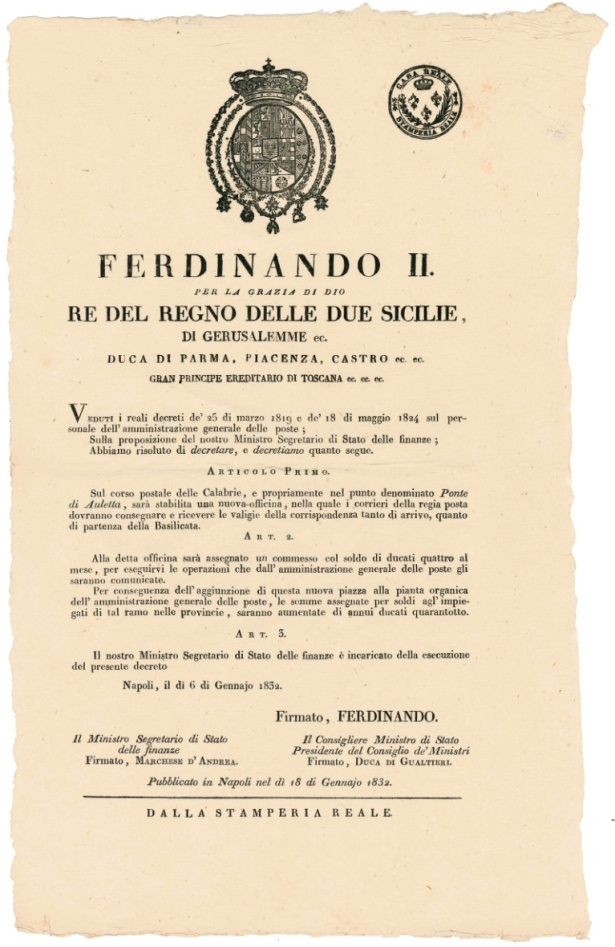 CASA REALE
STAMPERIA REALE
FERDINANDO II.
PER LA GRAZIA DI DIO
RE DEL REGNO DELLE DUE SICILIE,
DI GERUSALEMME ec.
DUCA DI PARMA, PIACENZA, CASTRO ec. ec.
GRAN PRINCIPE EREDITARIO DI TOSCANA ec. ec. ec.
VEDUTI i reali decreti de' 25 di marzo 1819 e de' 18 di maggio 1824 sul per-
sonale dell'amministrazione generale delle poste;
Sulla proposizione del nostro Ministro Segretario di Stato delle finanze;
Abbiamo risoluto di decretare, e decretiamo quanto segue.
ARTICOLO PRIMO.
Sul corso postale delle Calabrie, e propriamente nel punto denominato Ponte
di Auletta, sarà stabilita una nuova officina, nella quale i corrieri della regia posta
dovranno consegnare e ricevere le valigie della corrispondenza tanto di arrivo, quanto
di partenza della Basilicata.
ART. 2.
Alla detta officina sarà assegnato un commesso col soldo di ducati quattro al
mese, per eseguirvi le operazioni che dall'amministrazione generale delle poste gli
saranno comunicate.
Per conseguenza dell'aggiunzione di questa nuova piazza alla pianta organica
dell'amministrazione generale delle poste, le somme assegnate per soldi agl'impie-
gati di tal ramo nelle provincie, saranno aumentate di annui ducati quarantotto.
ART. 3.
Il nostro Ministro Segretario di Stato delle finanze è incaricato della esecuzione
del presente decreto
Napoli, il dì 6 di Gennajo 1832.
Firmato, FERDINANDO.
Il Ministro Segretario di Stato
delle finanze
Firmato, MARCHESE D'ANDREA.
Il Consigliere Ministro di Stato
Presidente del Consiglio de' Ministri
Firmato, DUCA DI GUALTIERI.
Pubblicato in Napoli nel dì 18 di Gennajo 1832.
DALLA STAMPERIA REALE.